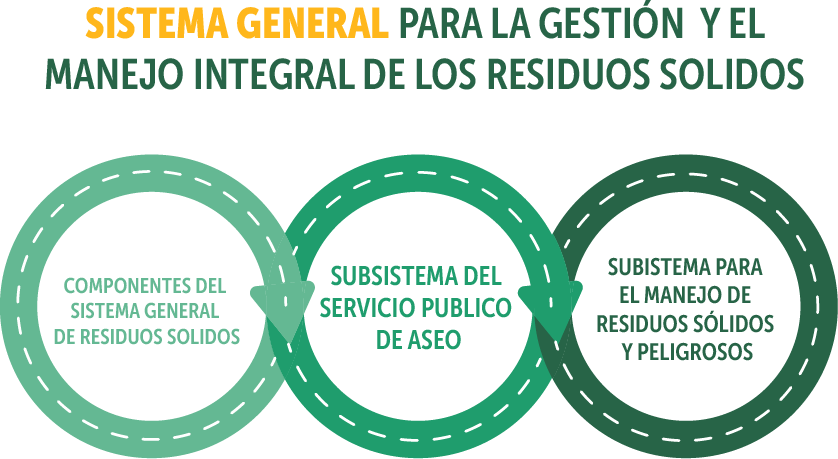 SISTEMA GENERAL PARA LA GESTIÓN Y EL
MANEJO INTEGRAL DE LOS RESIDUOS SOLIDOS
COMPONENTES DEL
SISTEMA GENERAL
DE RESIDUOS SOLIDOS
SUBSISTEMA DEL
SERVICIO PUBLICO
DE ASEO
SUBISTEMA PARA
EL MANEJO DE
RESIDUOS SÓLIDOS
Y PELIGROSOS